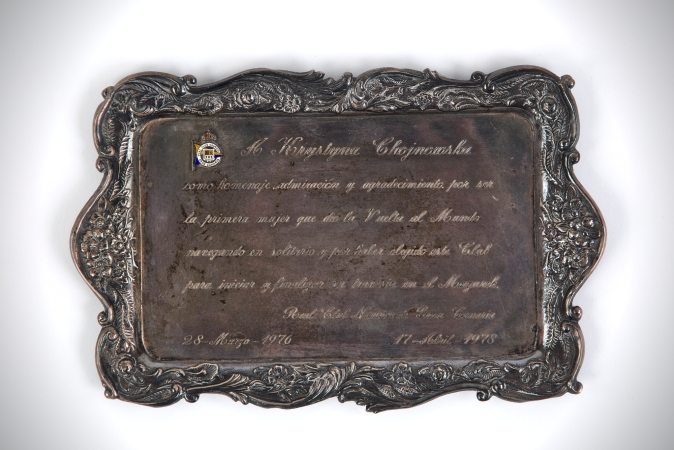 A Krystyna Chojnowska
como homenaje, admiración y agradecimiento por ser
la primera mujer que da la Vuelta al Mundo
navegando en solitario y por haber elegido este Club
para iniciar y finalizar su travesía en el Mazurek.
Real Club Náutico de Gran Canaria
28-Marzo-1976 17-Abril-1978